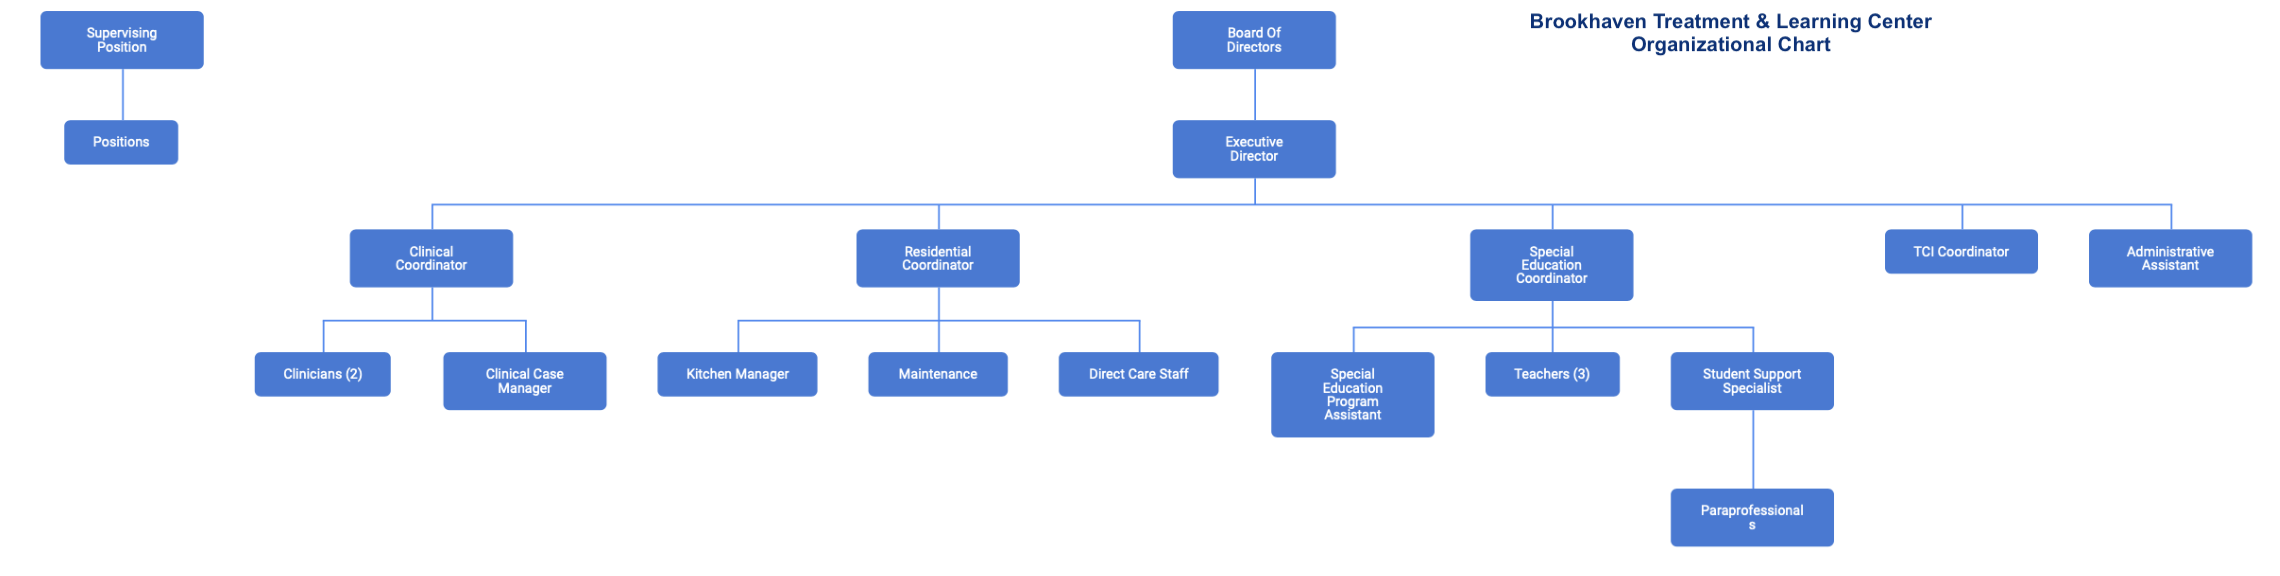 Supervising
Position
Board Of
Directors
Brookhaven Treatment & Learning Center
Organizational Chart
Positions
Executive
Director
Clinical
Coordinator
Residential
Coordinator
Special
Education
Coordinator
TCI Coordinator
Administrative
Assistant
Clinicians (2)
Clinical Case
Manager
Kitchen Manager
Maintenance
Direct Care Staff
Special
Education
Program
Assistant
Teachers (3)
Student Support
Specialist
Paraprofessional
s